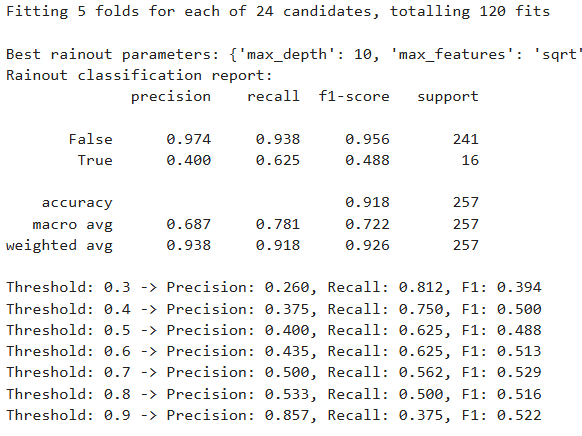 Fitting 5 folds for each of 24 candidates, totalling 120 fits
Best rainout parameters: {'max_depth': 10, 'max_features': 'sqrt'
Rainout classification report:
precision recall f1-score support
False 0.974 0.938 0.956 241
True 0.400 0.625 0.488 16
accuracy 0.918 257
macro avg 0.687 0.781 0.722 257
weighted avg 0.938 0.918 0.926 257
Threshold: 0.3 -> Precision: 0.260, Recall: 0.812, F1: 0.394
Threshold: 0.4 -> Precision: 0.375, Recall: 0.750, F1: 0.500
Threshold: 0.5 -> Precision: 0.400, Recall: 0.625, F1: 0.488
Threshold: 0.6 -> Precision: 0.435, Recall: 0.625, F1: 0.513
Threshold: 0.7 -> Precision: 0.500, Recall: 0.562, F1: 0.529
Threshold: 0.8 -> Precision: 0.533, Recall: 0.500, F1: 0.516
Threshold: 0.9 -> Precision: 0.857, Recall: 0.375, F1: 0.522